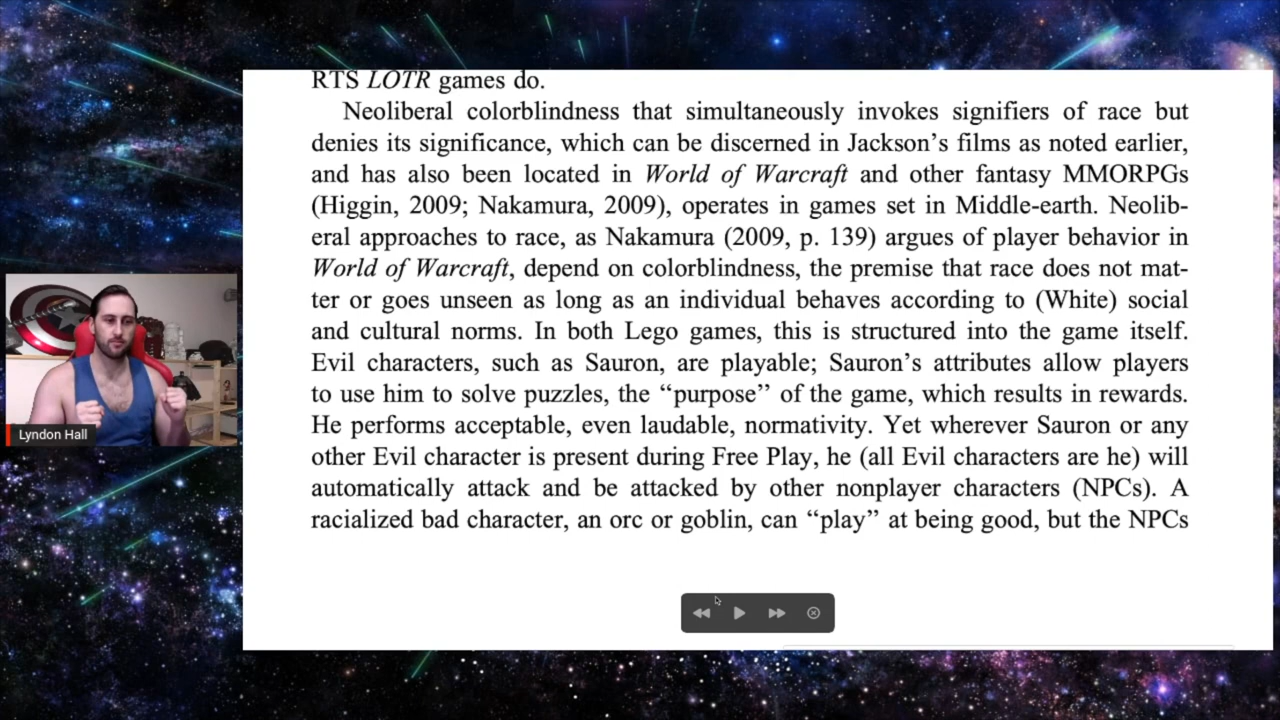 RTS LOTR games do.
Neoliberal colorblindness that simultaneously invokes signifiers of race but
denies its significance, which can be discerned in Jackson’s films as noted earlier,
and has also been located in World of Warcraft and other fantasy MMORPGs
(Higgin, 2009; Nakamura, 2009), operates in games set in Middle-earth. Neolib-
eral approaches to race, as Nakamura (2009, p. 139) argues of player behavior in
World of Warcraft, depend on colorblindness, the premise that race does not mat-
ter or goes unseen as long as an individual behaves according to (White) social
and cultural norms. In both Lego games, this is structured into the game itself.
Evil characters, such as Sauron, are playable; Sauron’s attributes allow players
to use him to solve puzzles, the “purpose” of the game, which results in rewards.
He performs acceptable, even laudable, normativity. Yet wherever Sauron or any
other Evil character is present during Free Play, he (all Evil characters are he) will
automatically attack and be attacked by other nonplayer characters (NPCs). A
racialized bad character, an orc or goblin, can “play” at being good, but the NPCs
Lyndon Hall